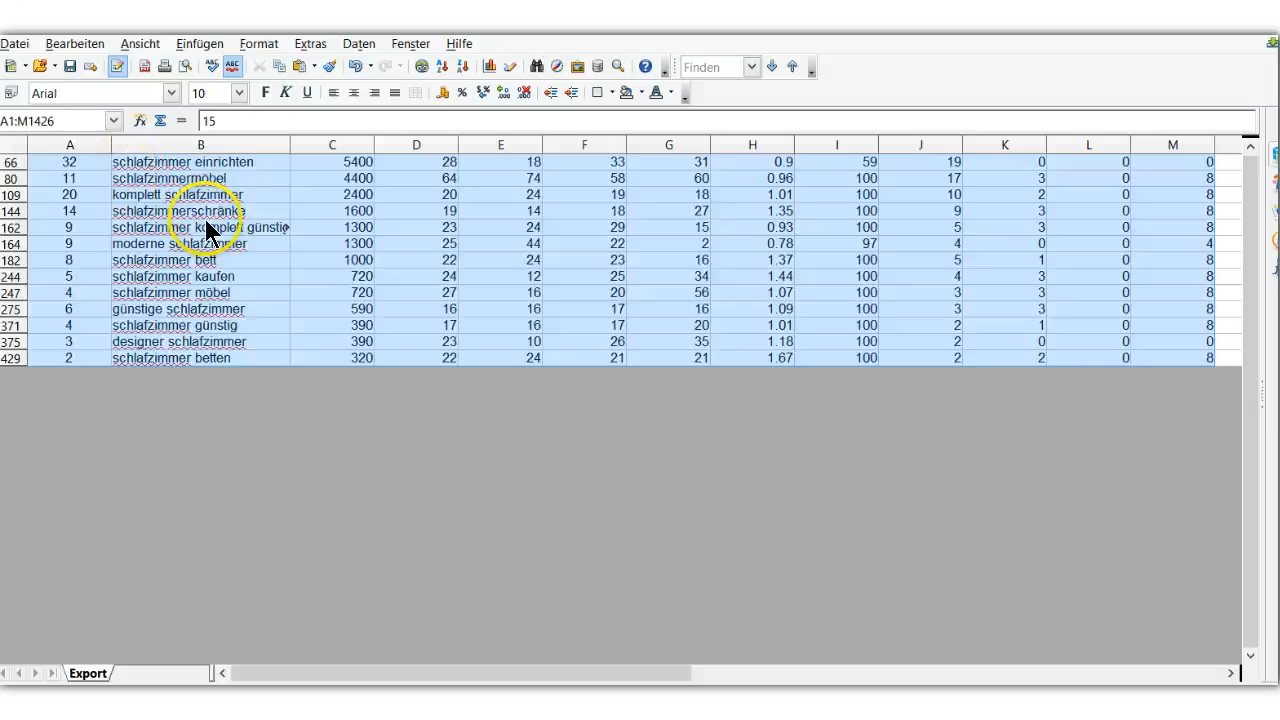 Datei Bearbeiten Ansicht Einfügen Format Extras Daten Fenster Hilfe
Finden
Arial 10 F K U
A1:M1426 15
A B C D E F G H I J K L M
66 32 schlafzimmer einrichten 5400 28 18 33 31 0.9 59 19 0 0 0
80 11 schlafzimmermöbel 4400 64 74 58 60 0.96 100 17 3 0 8
109 20 komplett schlafzimmer 2400 20 24 19 18 1.01 100 10 2 0 8
144 14 schlafzimmerschränke 1600 19 14 18 27 1.35 100 9 3 0 8
162 9 schlafzimmer komplett günstig 1300 23 24 29 15 0.93 100 5 3 0 8
164 9 moderne schlafzimmer 1300 25 44 22 2 0.78 97 4 0 0 4
182 8 schlafzimmer bett 1000 22 24 23 16 1.37 100 5 1 0 8
244 5 schlafzimmer kaufen 720 24 12 25 34 1.44 100 4 3 0 8
247 4 schlafzimmer möbel 720 27 16 20 56 1.07 100 3 3 0 8
275 6 günstige schlafzimmer 590 16 16 17 16 1.09 100 3 3 0 8
371 4 schlafzimmer günstig 390 17 16 17 20 1.01 100 2 1 0 8
375 3 designer schlafzimmer 390 23 10 26 35 1.18 100 2 0 0 0
429 2 schlafzimmer betten 320 22 24 21 21 1.67 100 2 2 0 8
Export